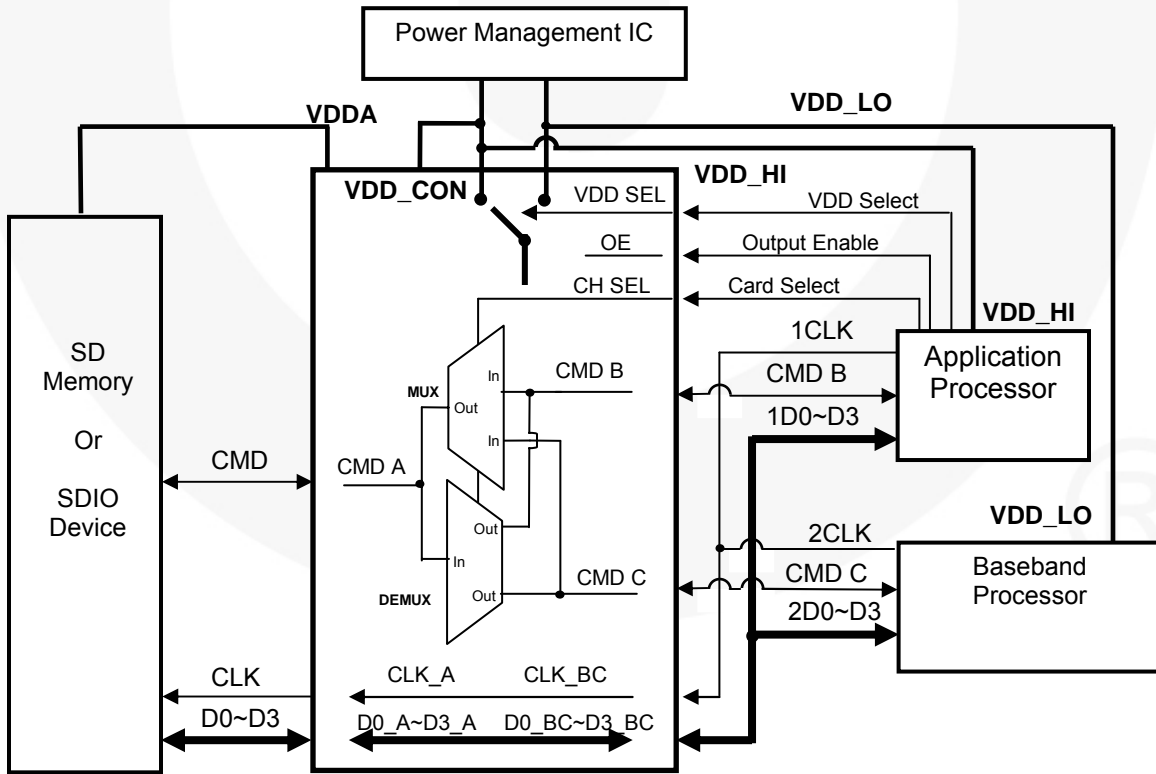 Power Management IC
VDDA
VDD_LO
VDD_CON
VDD_HI
VDD SEL
VDD Select
OE
Output Enable
CH SEL
Card Select
VDD_HI
1CLK
SD
Memory
Or
SDIO
Device
Application
Processor
In
CMD B
CMD B
MUX
Out
In
1D0~D3
CMD
CMD A
VDD_LO
Out
2CLK
In
CMD C
CMD C
Baseband
Processor
DEMUX
Out
2D0~D3
CLK
CLK_A
CLK_BC
D0~D3
D0_A~D3_A
D0_BC~D3_BC
®